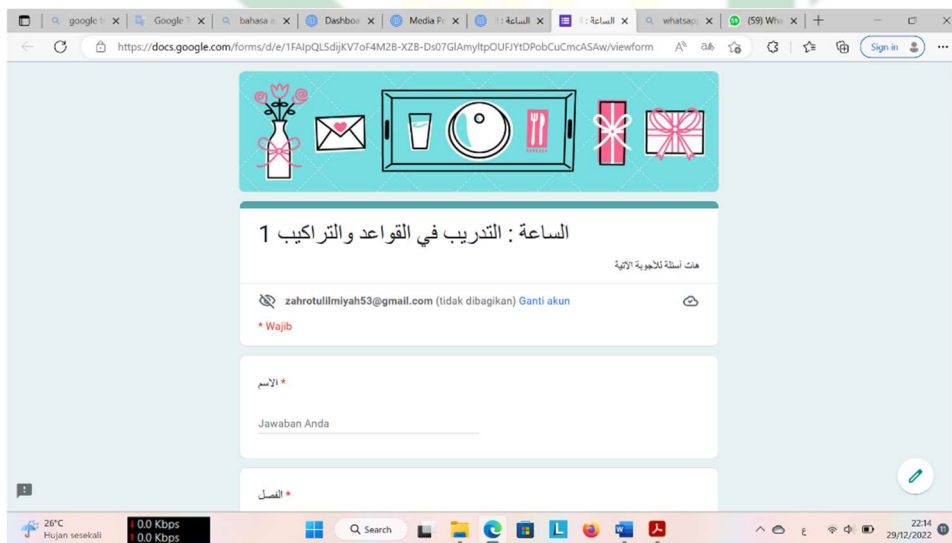 google t
Google T
bahasa a
Dashboa
Media Pe
الساعة :
الساعة :
whatsap
(59) Wha
https://docs.google.com/forms/d/e/1FAIpQLSdijKV7oF4M2B-XZB-Ds07GlAmyltpOUFJYtDPobCuCmcASAw/viewform
Sign in
الساعة : التدريب في القواعد والتراكيب 1
هات أسئلة للأجوبة الآتية
zahrotulilmiyah53@gmail.com (tidak dibagikan) Ganti akun
* Wajib
الاسم *
Jawaban Anda
الفصل *
26°C
Hujan sesekali
0.0 Kbps
0.0 Kbps
Search
ع
22:14
29/12/2022
11